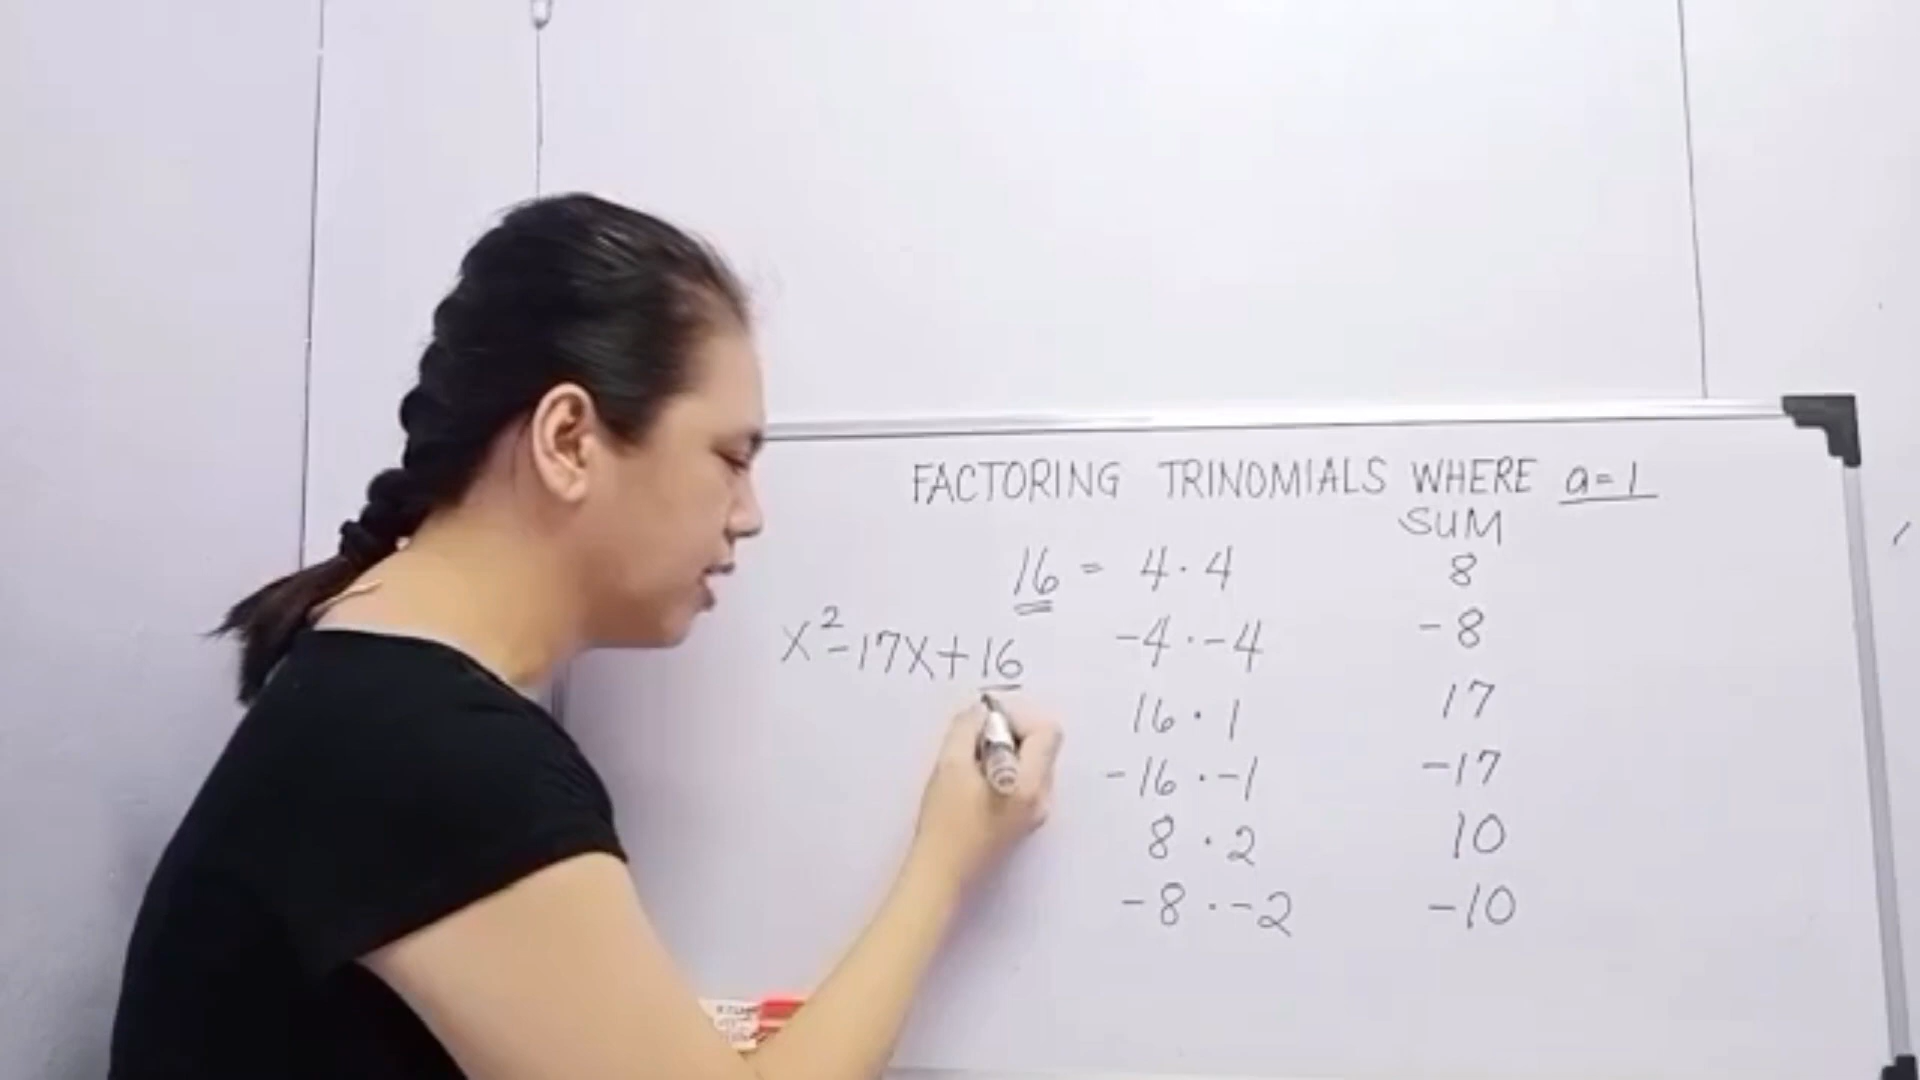 FACTORING TRINOMIALS WHERE a=1
SUM
16 = 4 · 4 8
x²-17x+16
-4 · -4 -8
16 · 1 17
-16 · -1 -17
8 · 2 10
-8 · -2 -10